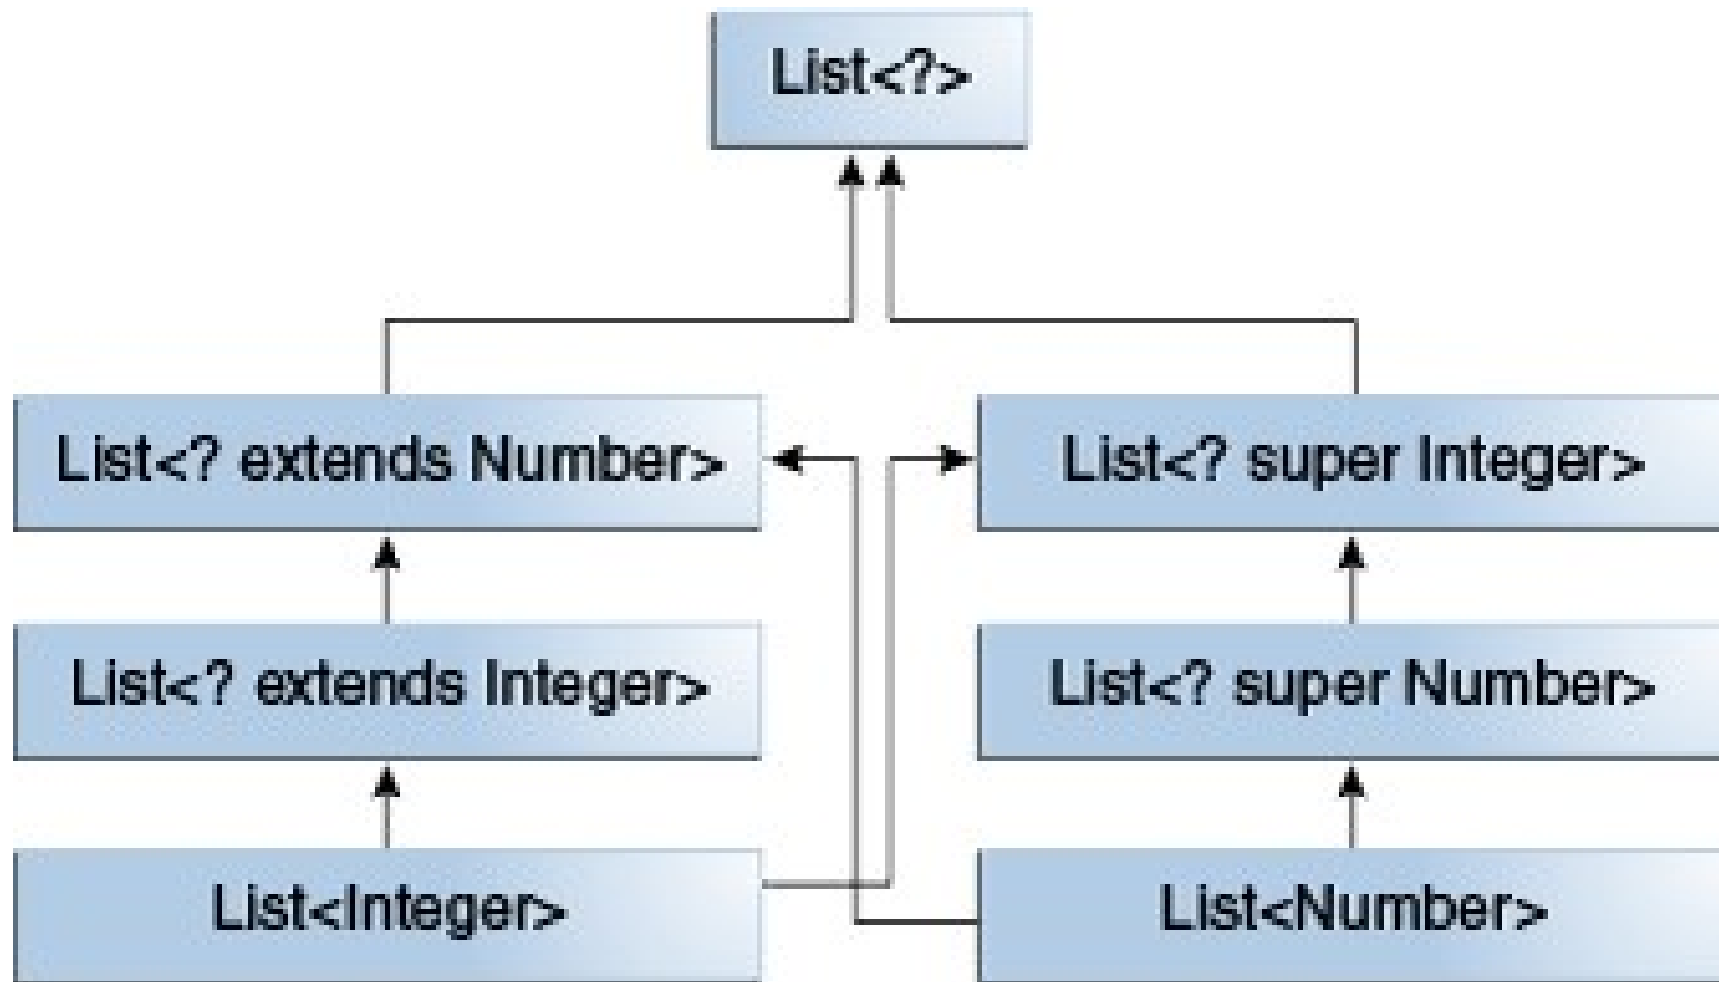 List<?>
List<? extends Number>
List<? super Integer>
List<? extends Integer>
List<? super Number>
List<Integer>
List<Number>